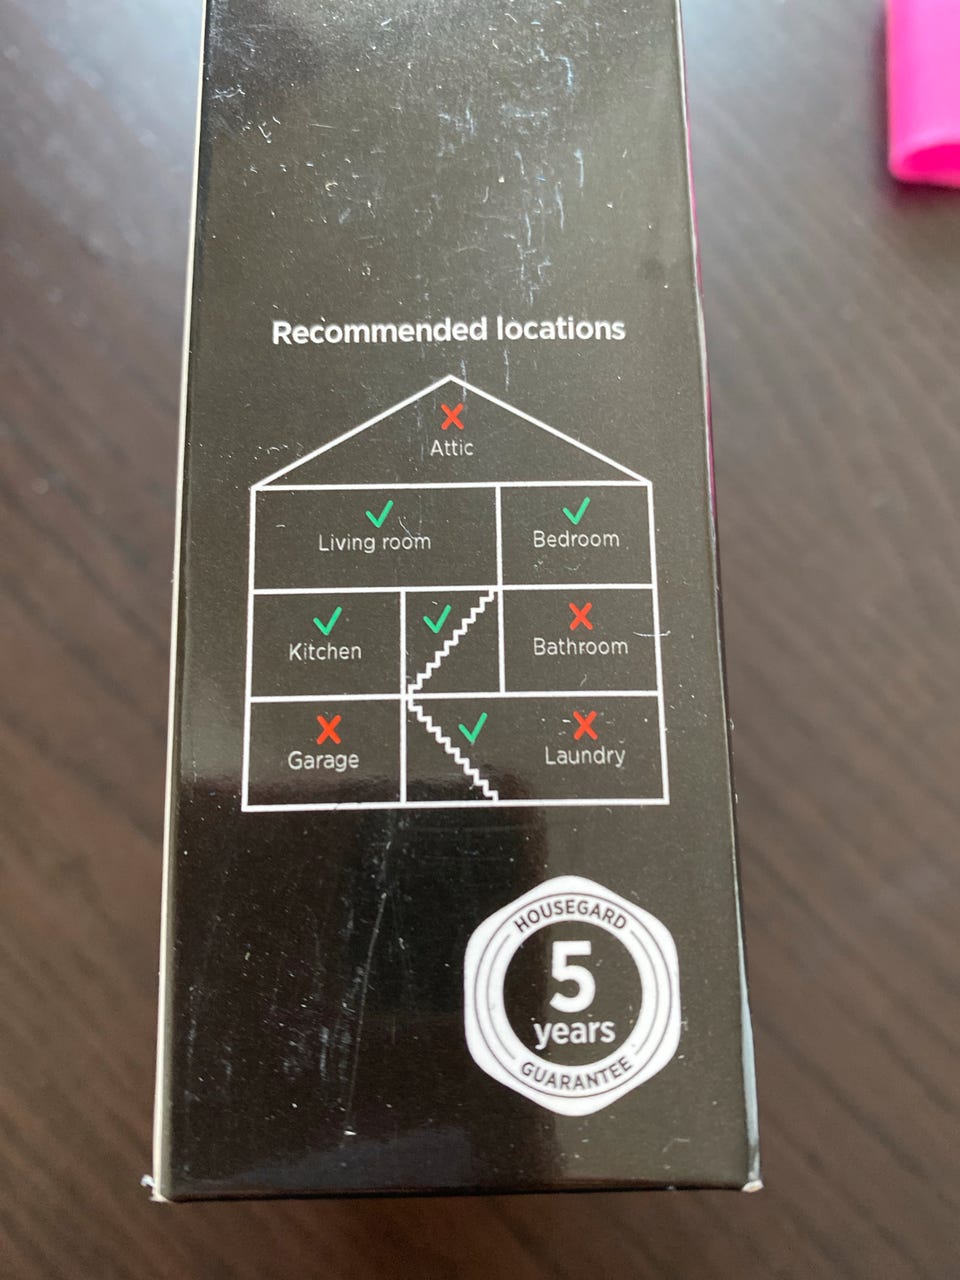 Recommended locations
Attic
Living room
Bedroom
Kitchen
Bathroom
Garage
Laundry
HOUSEGARD
5
years
GUARANTEE